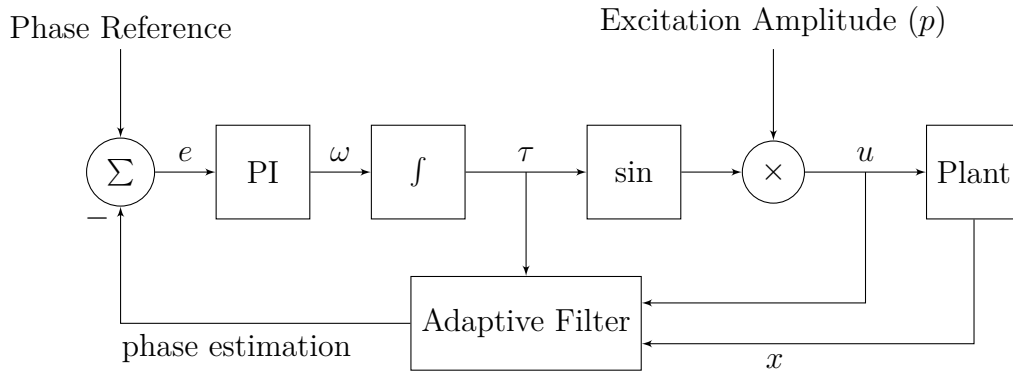 Phase Reference
Excitation Amplitude (p)
Σ
e
PI
ω
∫
τ
sin
×
u
Plant
−
Adaptive Filter
phase estimation
x